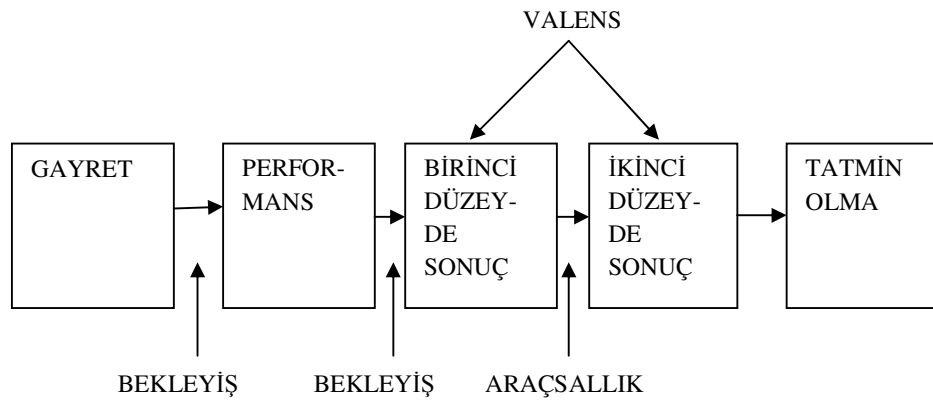 VALENS
GAYRET
PERFOR-
MANS
BİRİNCİ
DÜZEY-
DE
SONUÇ
İKİNCİ
DÜZEY-
DE
SONUÇ
TATMİN
OLMA
BEKLEYİŞ
BEKLEYİŞ
ARAÇSALLIK